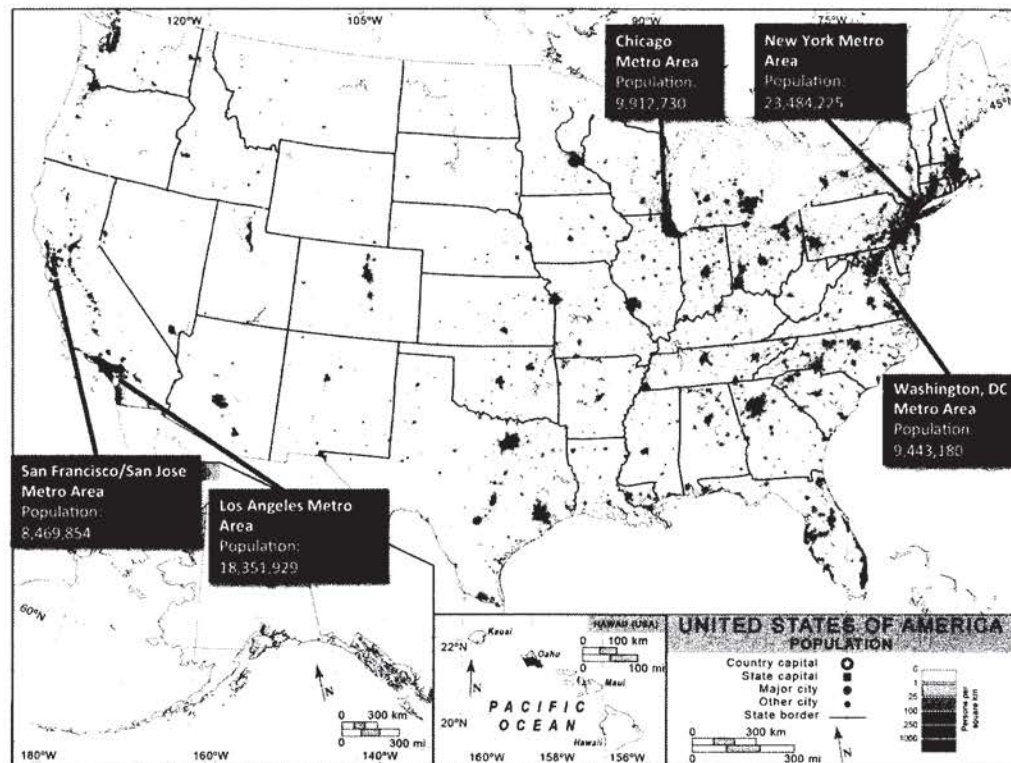 120°W
105°W
90°W
75°W
45°N
Chicago
Metro Area
Population:
9,912,730
New York Metro
Area
Population:
23,484,225
Washington, DC
Metro Area
Population:
9,443,180
San Francisco/San Jose
Metro Area
Population:
8,469,854
Los Angeles Metro
Area
Population:
18,351,929
60°N
N
0 300 km
0 300 mi
180°W
160°W
140°W
HAWAII (USA)
0 100 km
0 100 mi
Kauai
22°N
Oahu
Maui
N
PACIFIC
OCEAN
20°N
Hawaii
160°W
158°W
156°W
UNITED STATES OF AMERICA
POPULATION
Country capital
State capital
Major city
Other city
State border
0 300 km
0 300 mi
N
0
1
25
100
250
1000
Persons per
square km